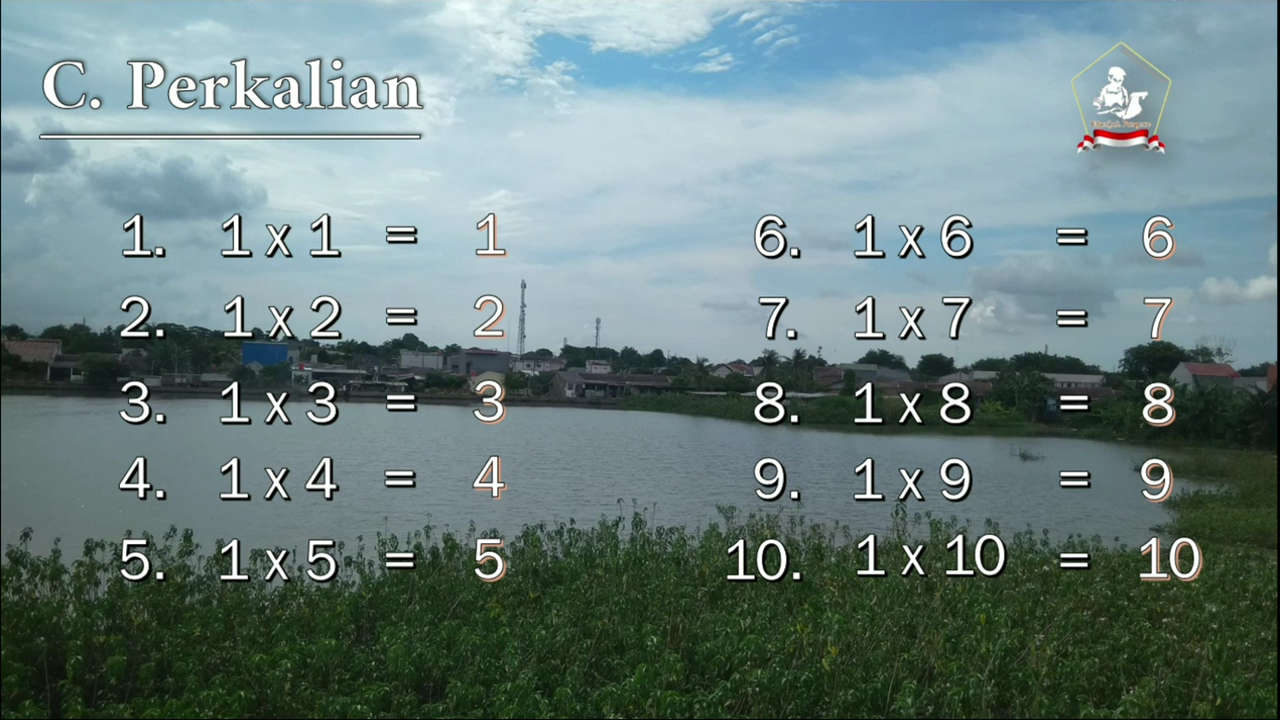 C. Perkalian
1. 1 x 1 = 1
2. 1 x 2 = 2
3. 1 x 3 = 3
4. 1 x 4 = 4
5. 1 x 5 = 5
6. 1 x 6 = 6
7. 1 x 7 = 7
8. 1 x 8 = 8
9. 1 x 9 = 9
10. 1 x 10 = 10